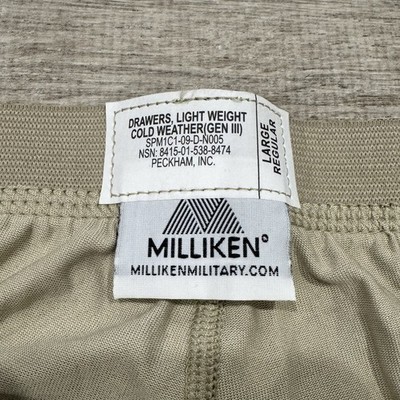 DRAWERS, LIGHT WEIGHT
COLD WEATHER(GEN III)
SPM1C1-09-D-N005
NSN: 8415-01-538-8474
PECKHAM, INC.
LARGE
REGULAR
MILLIKEN°
MILLIKENMILITARY.COM